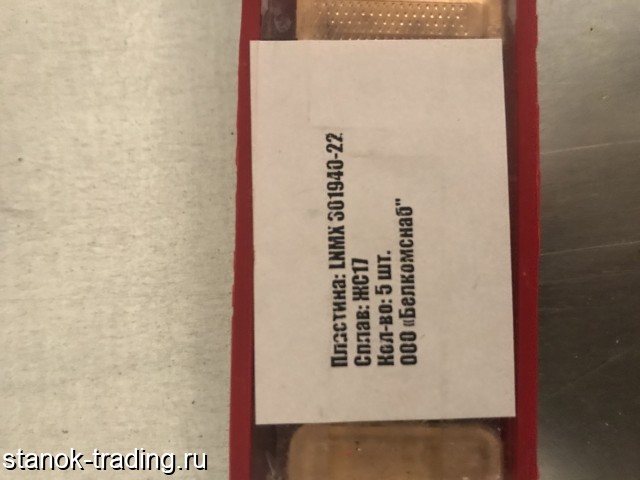 Пластина: LNMX 301940-22
Сплав: ЖС17
Кол-во: 5 шт.
ООО «Белкомснаб"
stanok-trading.ru